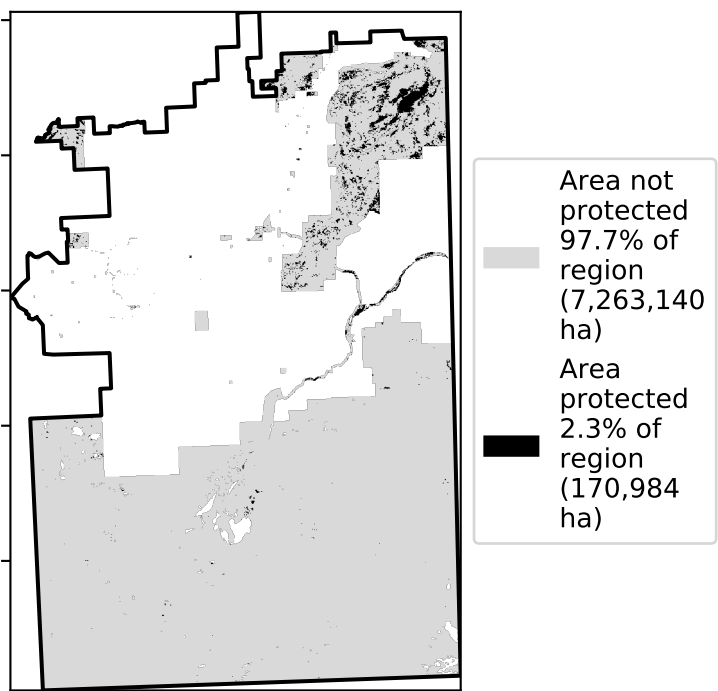 Area not
protected
97.7% of
region
(7,263,140
ha)
Area
protected
2.3% of
region
(170,984
ha)